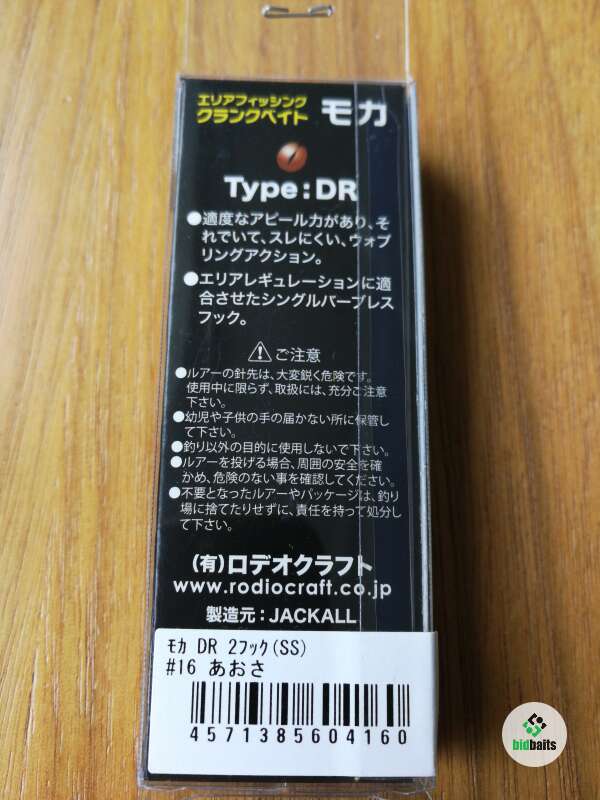 エリアフィッシング
クランクベイト モカ
Type:DR
●適度なアピール力があり、そ
れでいて、スレにくい、ウォブ
リングアクション。
●エリアレギュレーションに適
合させたシングルバーブレス
フック。
⚠ご注意
●ルアーの針先は、大変鋭く危険です。
使用中に限らず、取扱には、充分ご注意
下さい。
●幼児や子供の手の届かない所に保管し
て下さい。
●釣り以外の目的に使用しないで下さい。
●ルアーを投げる場合、周囲の安全を確
かめ、危険のない事を確認してください。
●不要となったルアーやパッケージは、釣り
場に捨てたりせずに、責任を持って処分し
て下さい。
(有)ロデオクラフト
www.rodiocraft.co.jp
製造元:JACKALL
ﾓｶ DR 2ﾌｯｸ(SS)
#16 あおさ
4571385604160
bidbaits